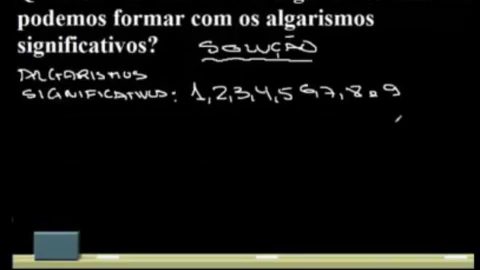 podemos formar com os algarismos
significativos? SOLUÇÃO
ALGARISMOS
SIGNIFICATIVOS: 1,2,3,4,5 6,7,8 e 9